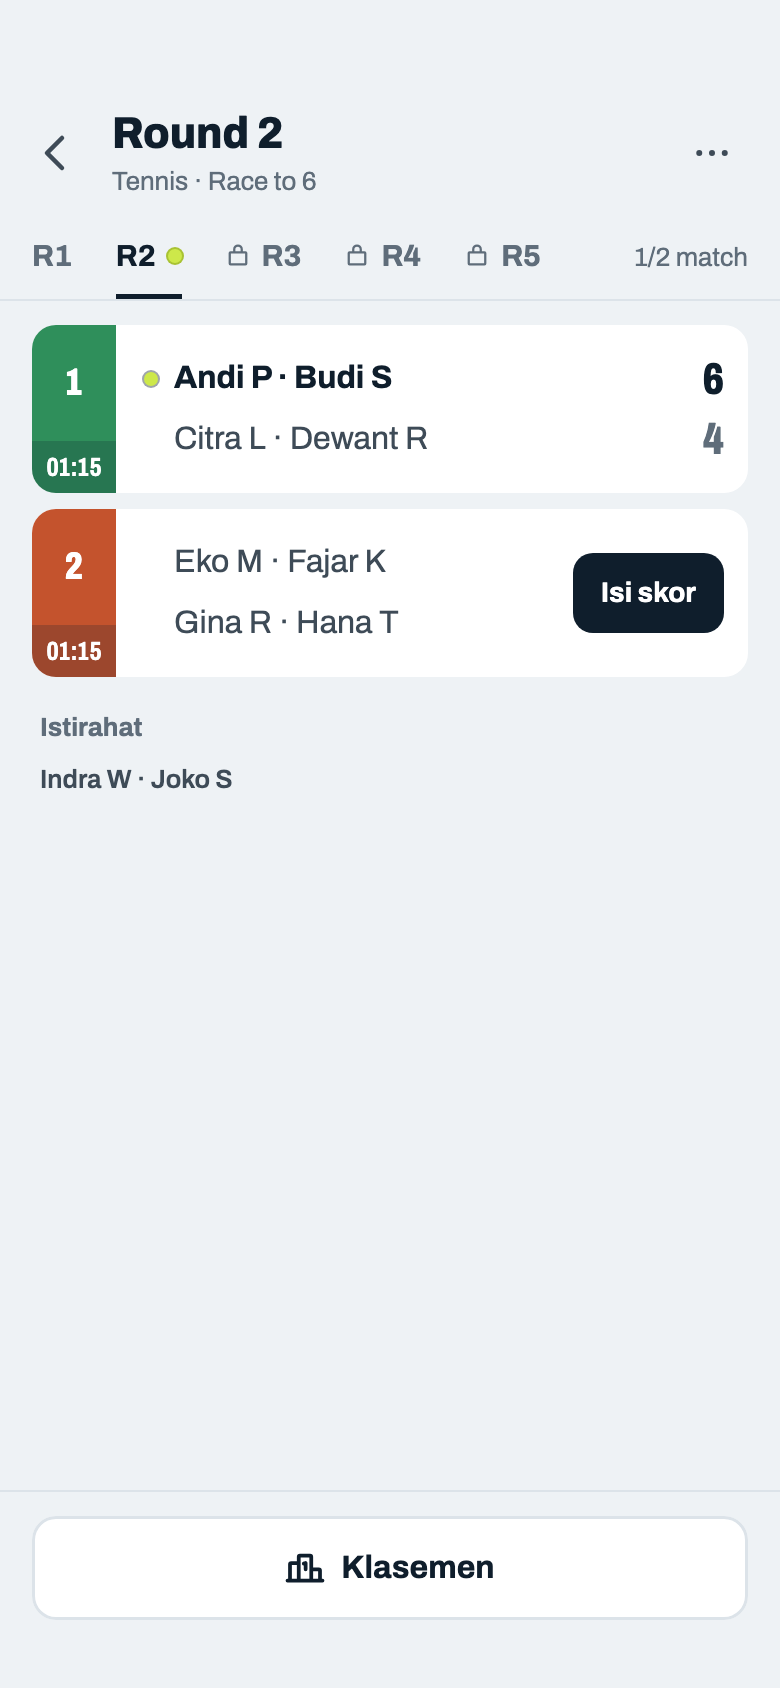 Round 2
Tennis · Race to 6
R1 R2 R3 R4 R5 1/2 match
1
Andi P · Budi S 6
Citra L · Dewant R 4
01:15
2
Eko M · Fajar K
Gina R · Hana T
Isi skor
01:15
Istirahat
Indra W · Joko S
Klasemen